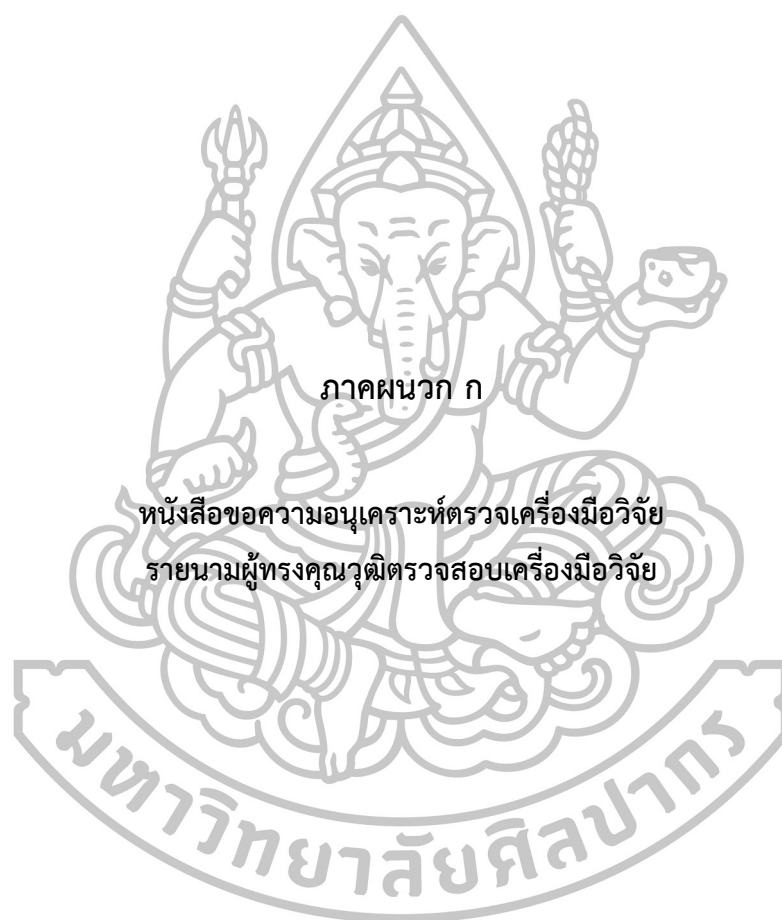 ภาคผนวก ก
หนังสือขอความอนุเคราะห์ตรวจเครื่องมือวิจัย
รายนามผู้ทรงคุณวุฒิตรวจสอบเครื่องมือวิจัย
มหาวิทยาลัยศิลปากร